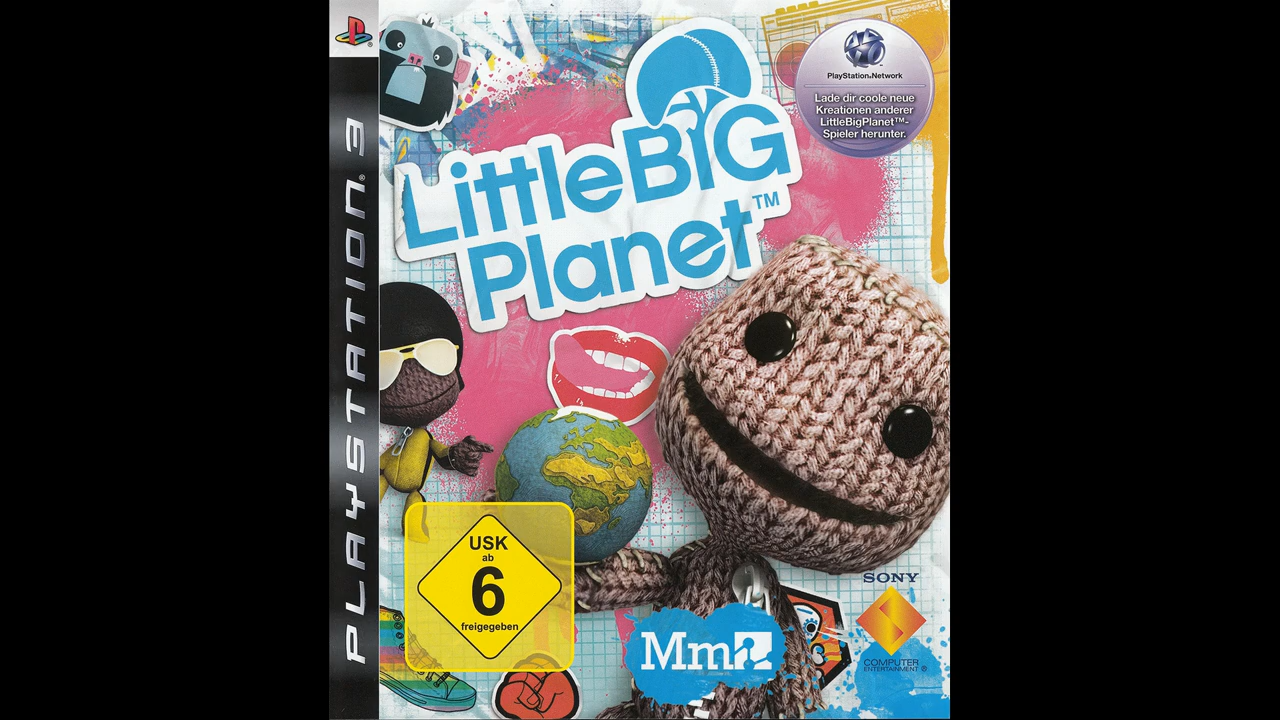 PLAYSTATION® 3
PlayStation®Network
Lade dir coole neue
Kreationen anderer
LittleBigPlanet™-
Spieler herunter.
LittleBIG
Planet™
USK
ab
6
freigegeben
Mm
SONY
COMPUTER
ENTERTAINMENT ®